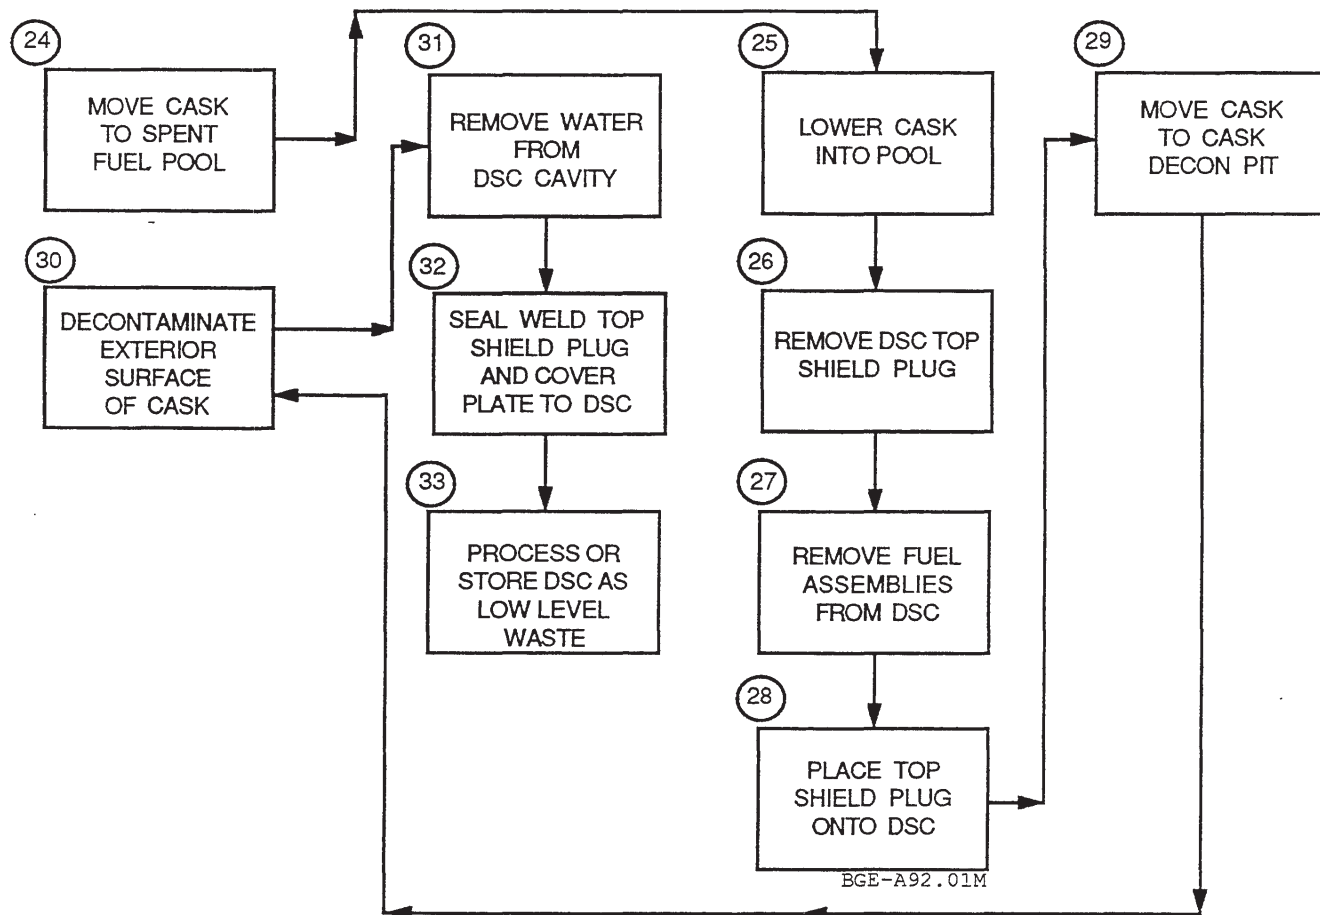 24
MOVE CASK
TO SPENT
FUEL POOL
25
LOWER CASK
INTO POOL
26
REMOVE DSC TOP
SHIELD PLUG
27
REMOVE FUEL
ASSEMBLIES
FROM DSC
28
PLACE TOP
SHIELD PLUG
ONTO DSC
29
MOVE CASK
TO CASK
DECON PIT
30
DECONTAMINATE
EXTERIOR
SURFACE
OF CASK
31
REMOVE WATER
FROM
DSC CAVITY
32
SEAL WELD TOP
SHIELD PLUG
AND COVER
PLATE TO DSC
33
PROCESS OR
STORE DSC AS
LOW LEVEL
WASTE
BGE-A92.01M